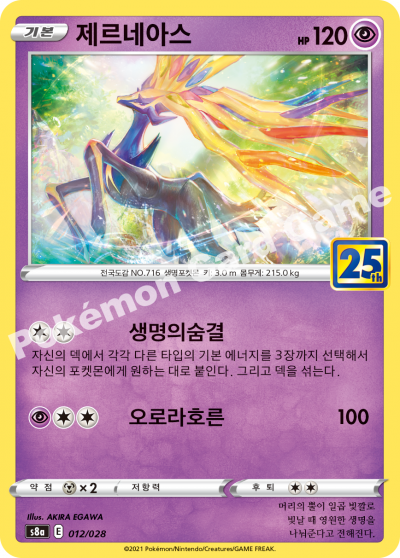 기본 제르네아스 HP 120
Pokémon Card Game
전국도감 NO.716 생명포켓몬 키: 3.0 m 몸무게: 215.0 kg
25th
생명의숨결
자신의 덱에서 각각 다른 타입의 기본 에너지를 3장까지 선택해서
자신의 포켓몬에게 원하는 대로 붙인다. 그리고 덱을 섞는다.
오로라호른 100
약점 ×2 저항력 후퇴
Illus. AKIRA EGAWA
s8a E 012/028
머리의 뿔이 일곱 빛깔로
빛날 때 영원한 생명을
나눠준다고 전해진다.
©2021 Pokémon/Nintendo/Creatures/GAME FREAK.